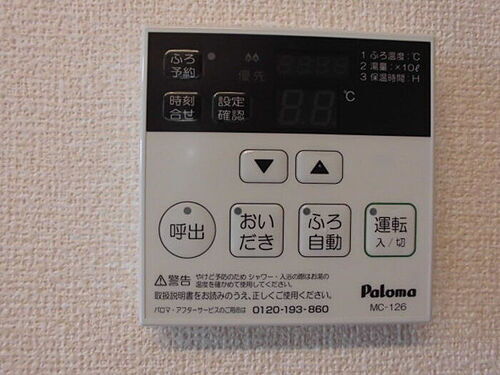 ふろ
予約
優先
1 ふろ温度:℃
2 湯量:×10ℓ
3 保温時間:H
時刻
合せ
設定
確認
℃
▼
▲
呼出
おい
だき
ふろ
自動
運転
入/切
⚠警告 やけど予防のため シャワー・入浴の際はお湯の
温度を確かめて使用してください。
取扱説明書をお読みのうえ、正しくご使用ください。
パロマ・アフターサービスのご用命は 0120-193-860
Paloma
MC-126